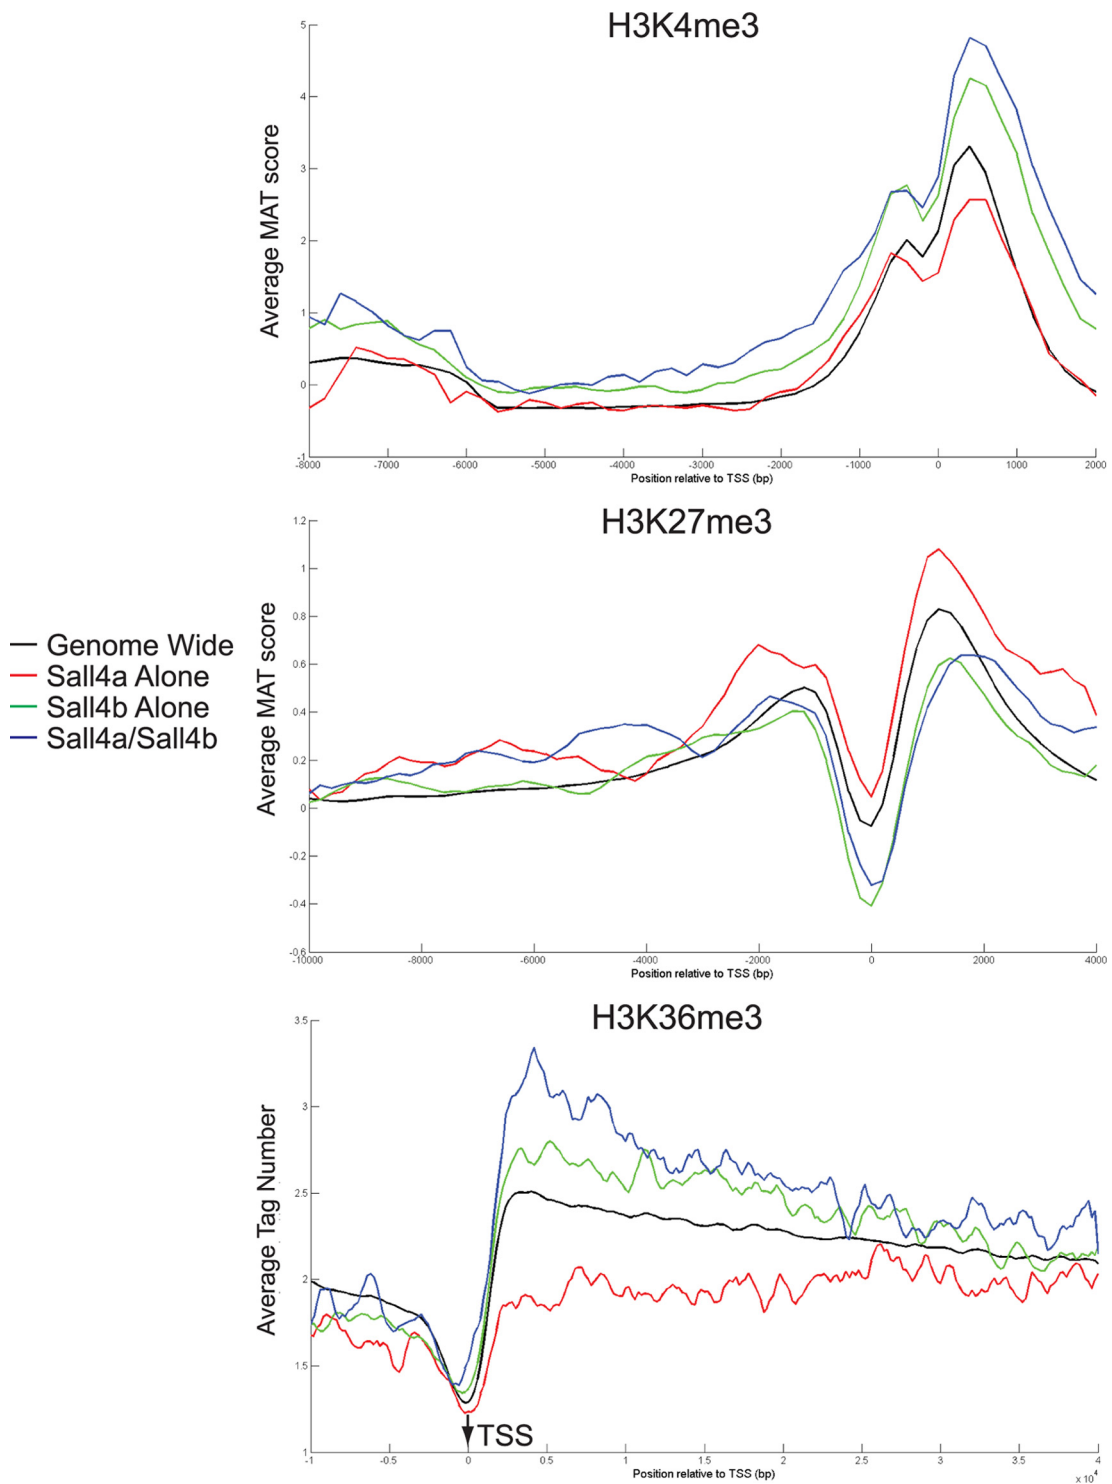 H3K4me3
5
4
3
2
1
0
-1
Average MAT score
-8000 -7000 -6000 -5000 -4000 -3000 -2000 -1000 0 1000 2000
Position relative to TSS (bp)
H3K27me3
1.2
1
0.8
0.6
0.4
0.2
0
-0.2
-0.4
-0.6
Average MAT score
-10000 -8000 -6000 -4000 -2000 0 2000 4000
Position relative to TSS (bp)
Genome Wide
Sall4a Alone
Sall4b Alone
Sall4a/Sall4b
H3K36me3
3.5
3
2.5
2
1.5
1
Average Tag Number
TSS
-1 -0.5 0 0.5 1 1.5 2 2.5 3 3.5 4
Position relative to TSS (bp)
x 10^4